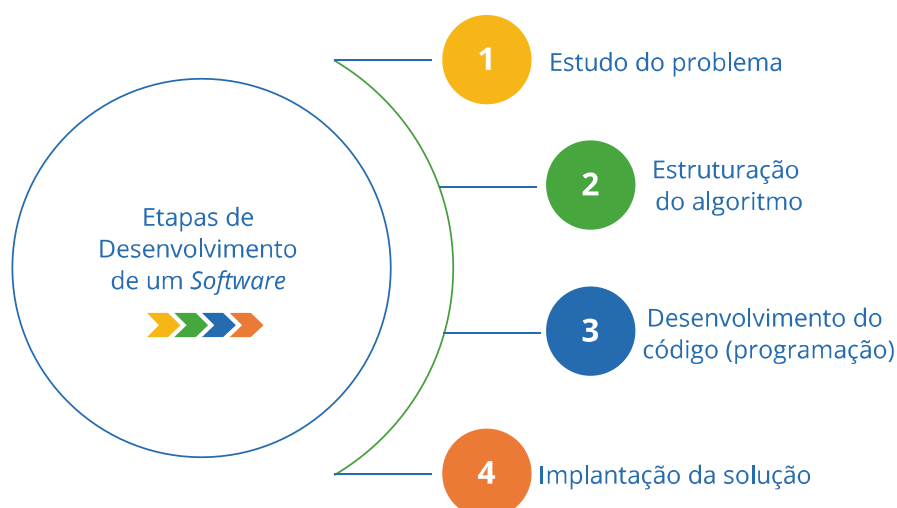 Etapas de
Desenvolvimento
de um Software
1
Estudo do problema
2
Estruturação
do algoritmo
3
Desenvolvimento do
código (programação)
4
Implantação da solução